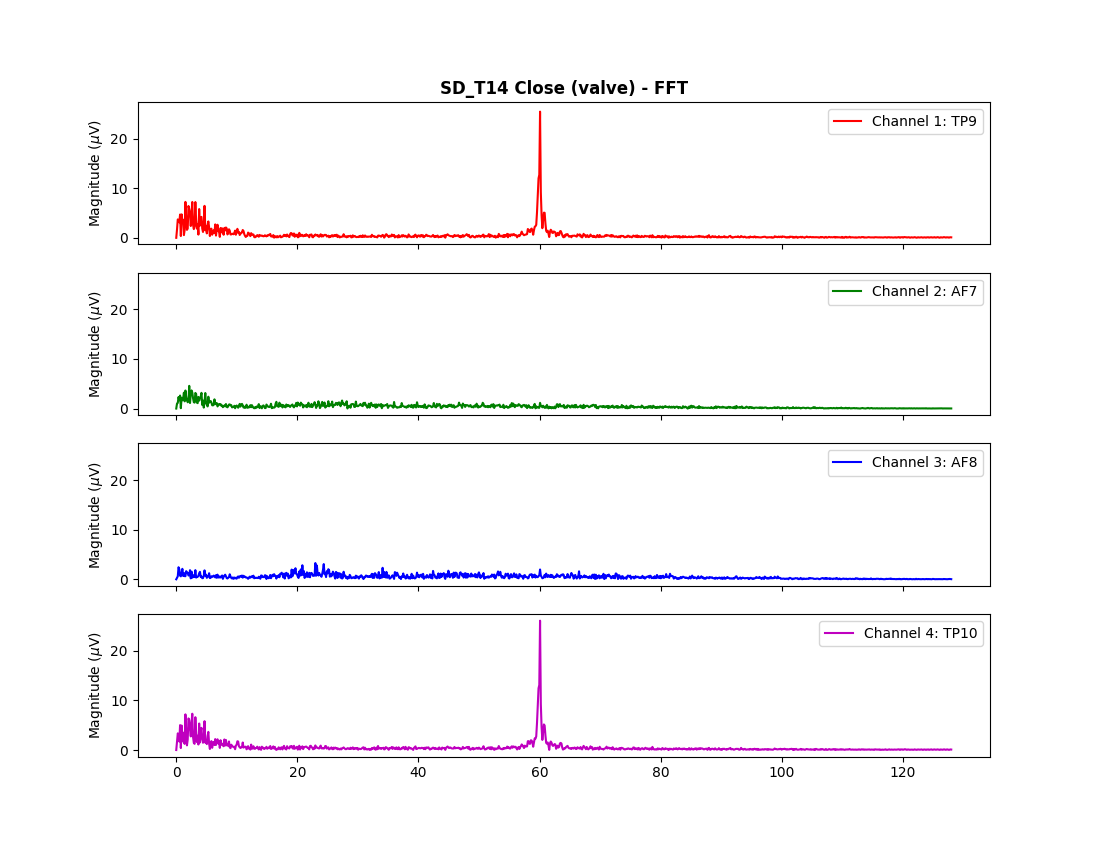 SD_T14 Close (valve) - FFT
Magnitude (μV)
20
10
0
Channel 1: TP9
Magnitude (μV)
20
10
0
Channel 2: AF7
Magnitude (μV)
20
10
0
Channel 3: AF8
Magnitude (μV)
20
10
0
Channel 4: TP10
0 20 40 60 80 100 120